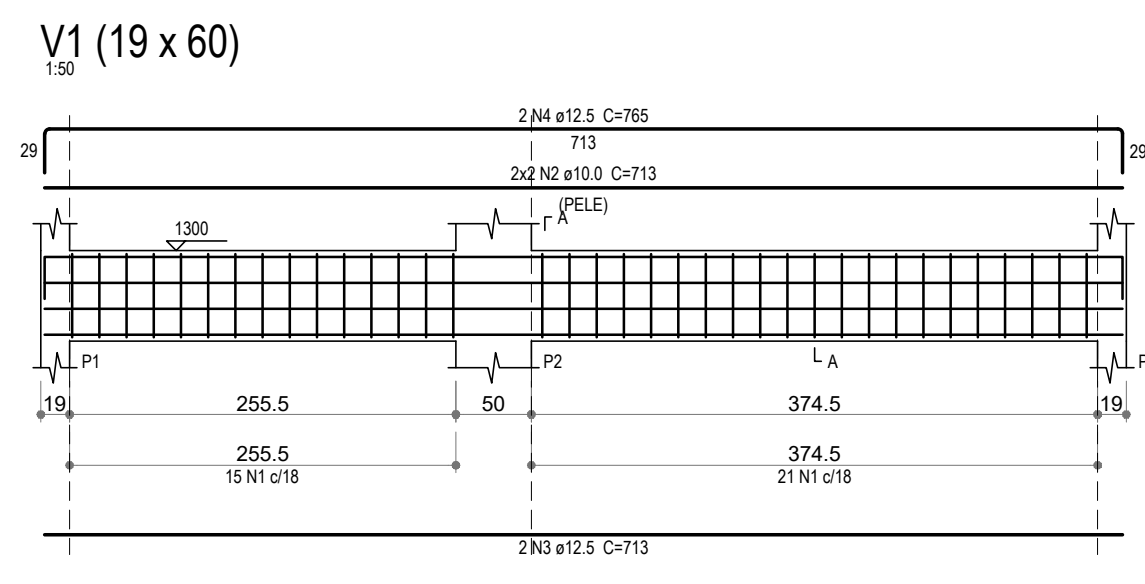 V1 (19 x 60)
1:50
2 N4 ø12.5 C=765
29
713
29
2x2 N2 ø10.0 C=713
(PELE)
A
1300
P1
P2
A
P
19
255.5
50
374.5
19
255.5
374.5
15 N1 c/18
21 N1 c/18
2 N3 ø12.5 C=713